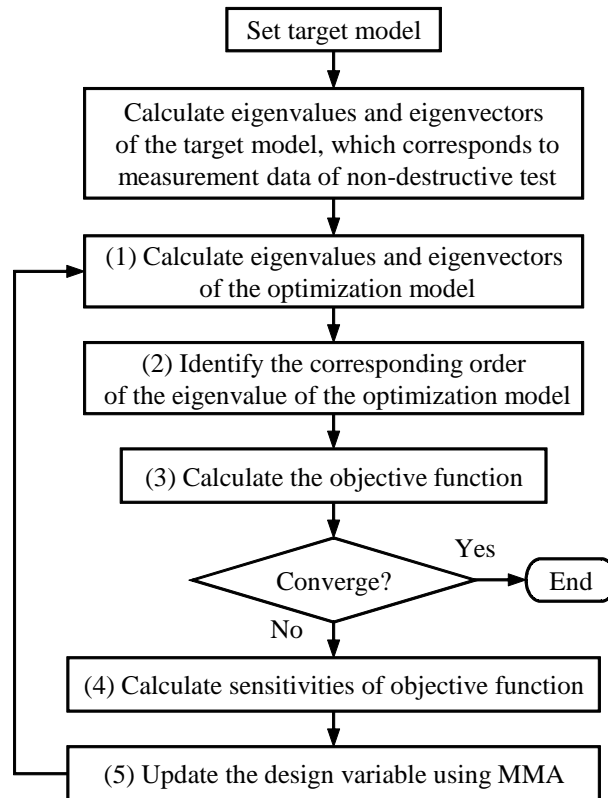 Set target model
Calculate eigenvalues and eigenvectors
of the target model, which corresponds to
measurement data of non-destructive test
(1) Calculate eigenvalues and eigenvectors
of the optimization model
(2) Identify the corresponding order
of the eigenvalue of the optimization model
(3) Calculate the objective function
Converge?
Yes
End
No
(4) Calculate sensitivities of objective function
(5) Update the design variable using MMA